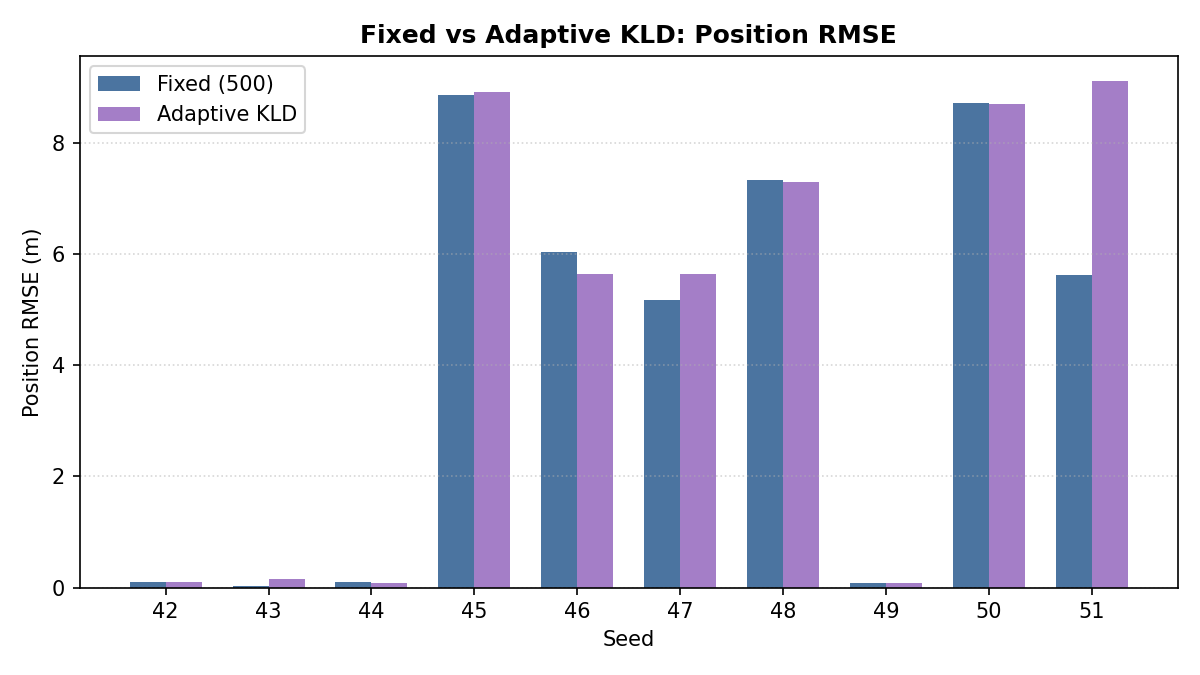 Fixed vs Adaptive KLD: Position RMSE
Fixed (500)
Adaptive KLD
Position RMSE (m)
8
6
4
2
0
42 43 44 45 46 47 48 49 50 51
Seed